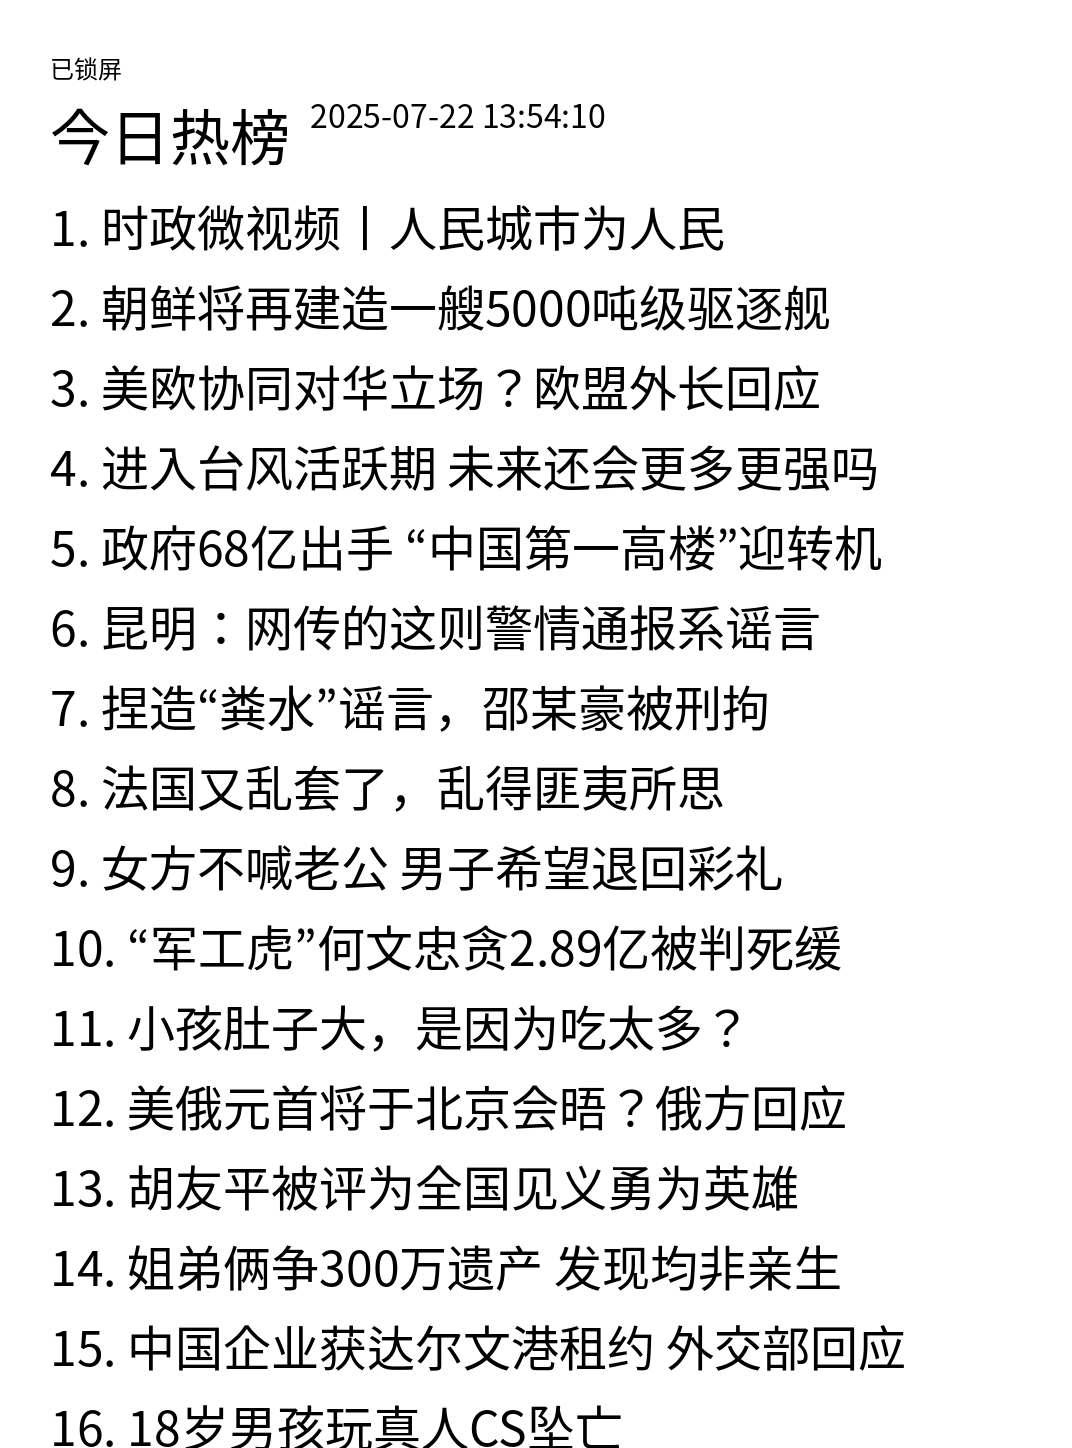 已锁屏
今日热榜 2025-07-22 13:54:10
1. 时政微视频丨人民城市为人民
2. 朝鲜将再建造一艘5000吨级驱逐舰
3. 美欧协同对华立场？欧盟外长回应
4. 进入台风活跃期 未来还会更多更强吗
5. 政府68亿出手 “中国第一高楼”迎转机
6. 昆明：网传的这则警情通报系谣言
7. 捏造“粪水”谣言，邵某豪被刑拘
8. 法国又乱套了，乱得匪夷所思
9. 女方不喊老公 男子希望退回彩礼
10. “军工虎”何文忠贪2.89亿被判死缓
11. 小孩肚子大，是因为吃太多？
12. 美俄元首将于北京会晤？俄方回应
13. 胡友平被评为全国见义勇为英雄
14. 姐弟俩争300万遗产 发现均非亲生
15. 中国企业获达尔文港租约 外交部回应
16. 18岁男孩玩真人CS坠亡